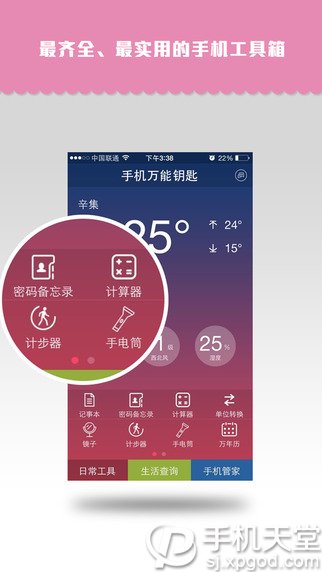 最齐全、最实用的手机工具箱
中国联通 下午3:38 22%
手机万能钥匙
辛集
25° 24°
15°
密码备忘录 计算器
计步器 手电筒
级 25%
西北风 湿度
记事本 密码备忘录 计算器 单位转换
镜子 计步器 手电筒 万年历
日常工具 生活查询 手机管家
手机天堂
sj.xpgod.com